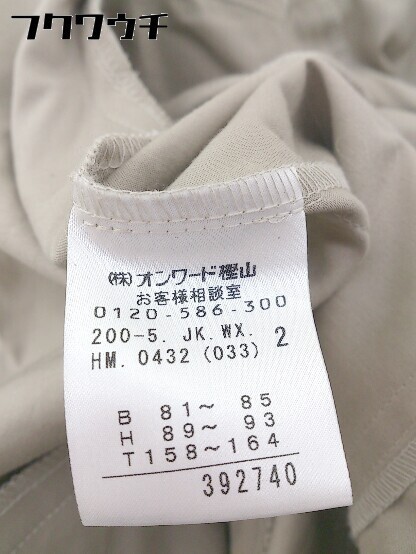 フクワウチ
(株)オンワード樫山
お客様相談室
0120-586-300
200-5. JK.WX. 2
HM. 0432 (033)
B 81～ 85
H 89～ 93
T158～164
392740